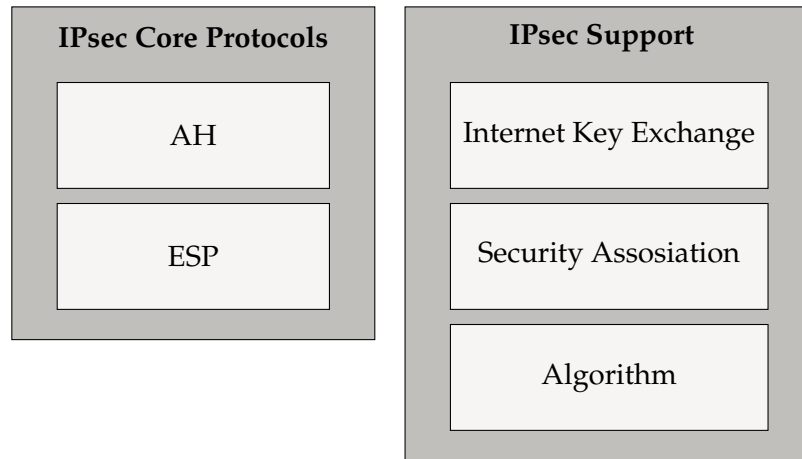 IPsec Core Protocols
AH
ESP
IPsec Support
Internet Key Exchange
Security Assosiation
Algorithm